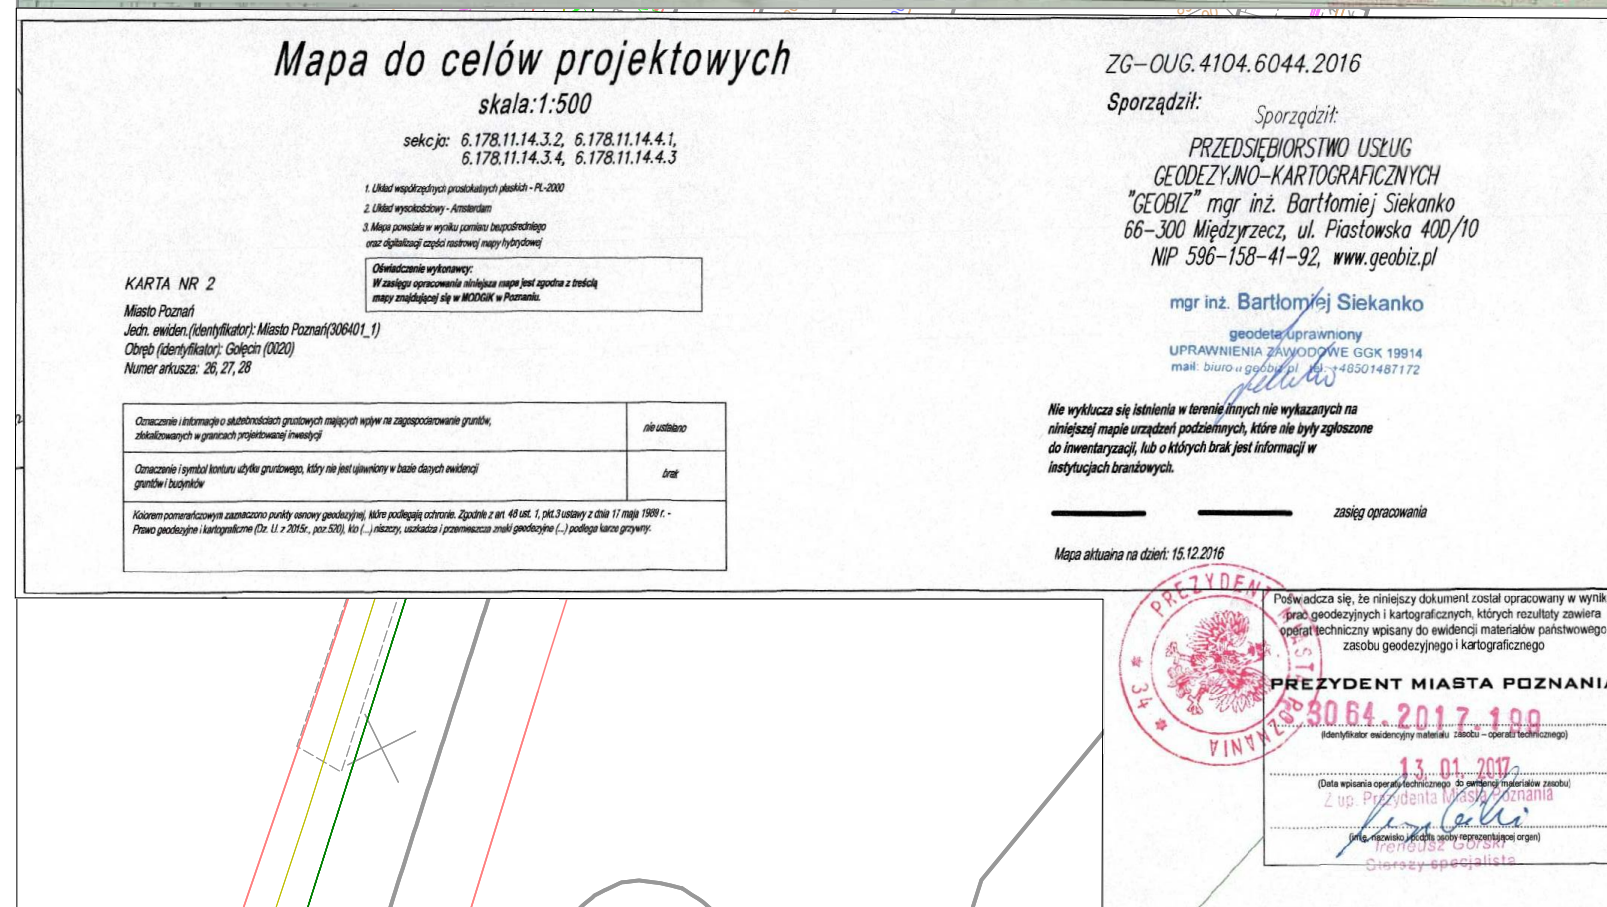 Mapa do celów projektowych
skala:1:500
sekcja: 6.178.11.14.3.2, 6.178.11.14.4.1,
6.178.11.14.3.4, 6.178.11.14.4.3
1. Układ współrzędnych prostokatnych płaskich - PL-2000
2. Układ wysokościowy - Amsterdam
3. Mapa powstała w wyniku pomiaru bezpośredniego
oraz digitalizacji części rastrowej mapy hybrydowej
Oświadczenie wykonawcy:
W zasięgu opracowania niniejsza mapa jest zgodna z treścią
mapy znajdującej się w MODGiK w Poznaniu.
KARTA NR 2
Miasto Poznań
Jedn. ewiden.(identyfikator): Miasto Poznań(306401_1)
Obręb (identyfikator): Golęcin (0020)
Numer arkusza: 26, 27, 28
Oznaczenie i informacje o służebnościach gruntowych mających wpływ na zagospodarowanie gruntów,
zlokalizowanych w granicach projektowanej inwestycji
nie ustalano
Oznaczenie i symbol konturu użytku gruntowego, który nie jest ujawniony w bazie danych ewidencji
gruntów i budynków
brak
Kolorem pomarańczowym zaznaczono punkty osnowy geodezyjnej, które podlegają ochronie. Zgodnie z art. 48 ust. 1, pkt.3 ustawy z dnia 17 maja 1989 r. -
Prawo geodezyjne i kartograficzne (Dz. U. z 2015r., poz.520), kto (...) niszczy, uszkadza i przemieszcza znaki geodezyjne (...) podlega karze grzywny.
ZG-OUG.4104.6044.2016
Sporządził:
Sporządził:
PRZEDSIĘBIORSTWO USŁUG
GEODEZYJNO-KARTOGRAFICZNYCH
"GEOBIZ" mgr inż. Bartłomiej Siekanko
66-300 Międzyrzecz, ul. Piastowska 40D/10
NIP 596-158-41-92, www.geobiz.pl
mgr inż. Bartłomiej Siekanko
geodeta uprawniony
UPRAWNIENIA ZAWODOWE GGK 19914
mail: biuro@geobiz.pl tel. +48501487172
Nie wyklucza się istnienia w terenie innych nie wykazanych na
niniejszej mapie urządzeń podziemnych, które nie były zgłoszone
do inwentaryzacji, lub o których brak jest informacji w
instytucjach branżowych.
zasięg opracowania
Mapa aktualna na dzień: 15.12.2016
PREZYDENT MIASTA POZNANIA
* 34 *
Poświadcza się, że niniejszy dokument został opracowany w wynik
prac geodezyjnych i kartograficznych, których rezultaty zawiera
operat techniczny wpisany do ewidencji materiałów państwowego
zasobu geodezyjnego i kartograficznego
PREZYDENT MIASTA POZNANIA
3064.2017.199
(Identyfikator ewidencyjny materiału zasobu – operatu technicznego)
13. 01. 2017
(Data wpisania operatu technicznego do ewidencji materiałów zasobu)
Z up. Prezydenta Miasta Poznania
(imię, nazwisko i podpis osoby reprezentującej organ)
Ireneusz Górski
Starszy specjalista